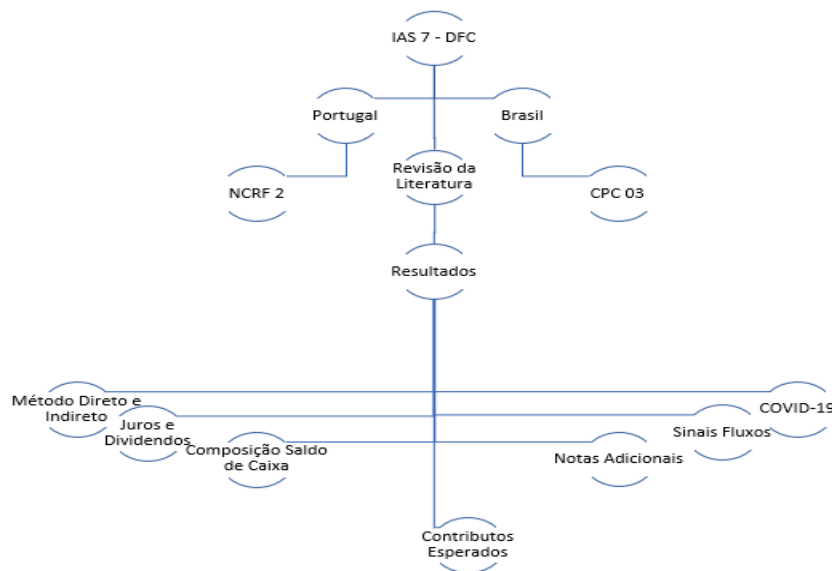 IAS 7 - DFC
Portugal
Brasil
Revisão da
Literatura
NCRF 2
CPC 03
Resultados
Método Direto e
Indireto
COVID-19
Juros e
Dividendos
Sinais Fluxos
Composição Saldo
de Caixa
Notas Adicionais
Contributos
Esperados